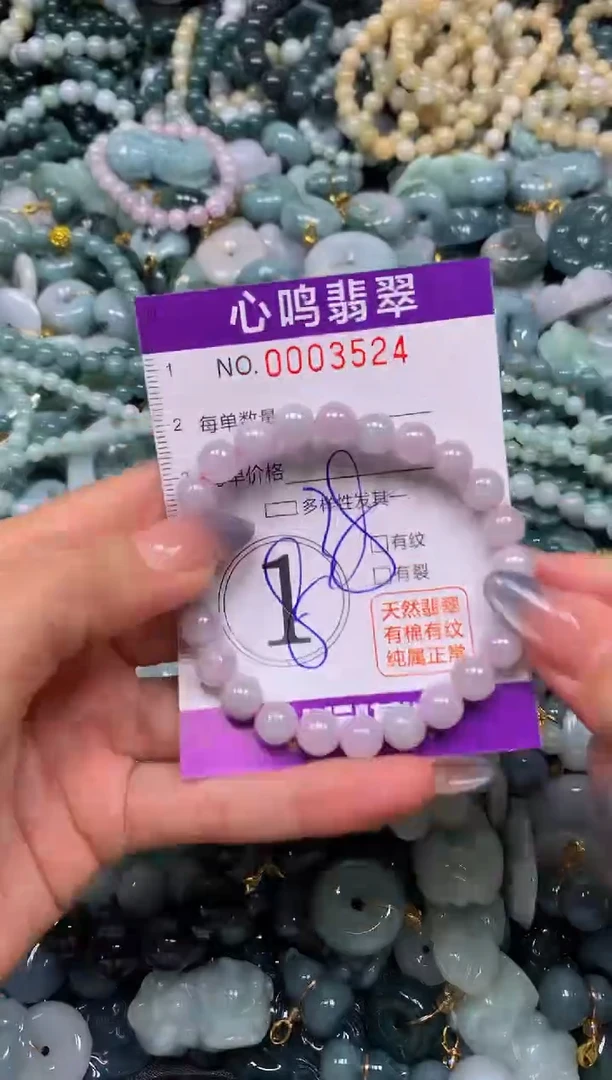 心鸣翡翠
NO. 0003524
1
2 每单数量
单价格
多样性发其一
有纹
有裂
1
天然翡翠
有棉有纹
纯属正常